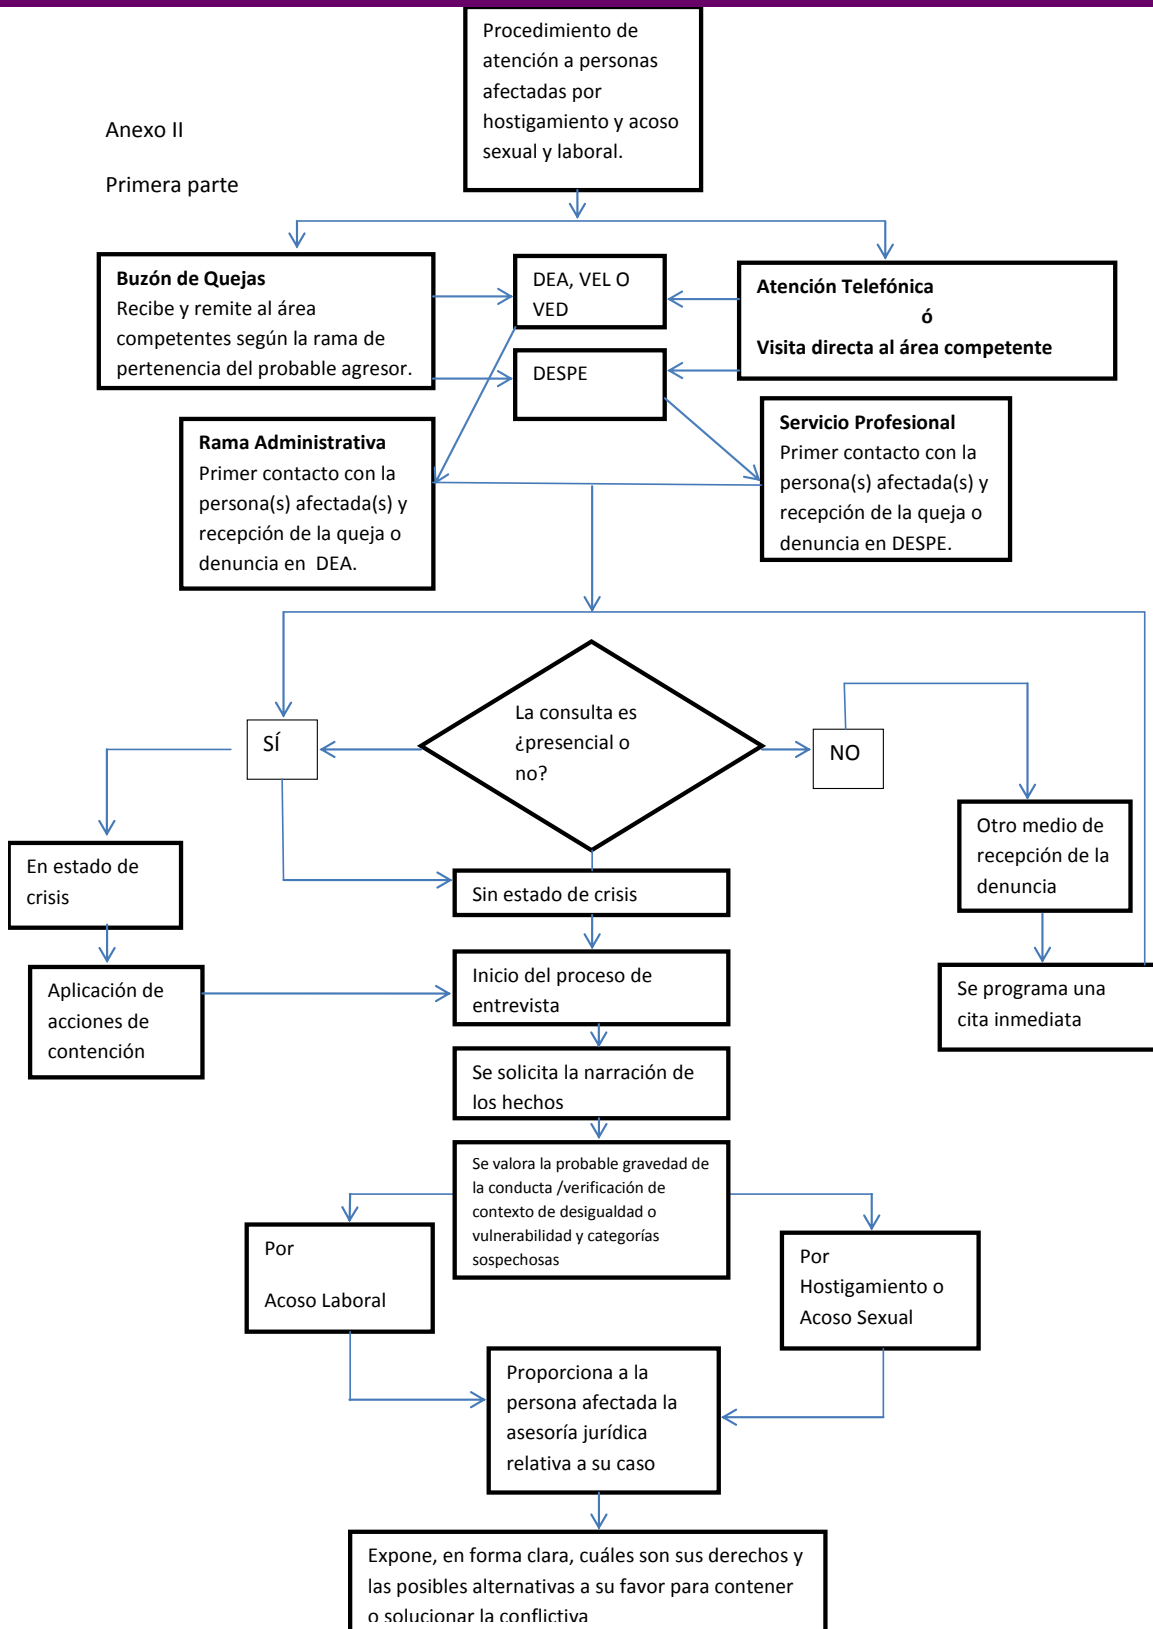 Procedimiento de
atención a personas
afectadas por
hostigamiento y acoso
sexual y laboral.
Anexo II
Primera parte
Buzón de Quejas
Recibe y remite al área
competentes según la rama de
pertenencia del probable agresor.
DEA, VEL O
VED
DESPE
Atención Telefónica
ó
Visita directa al área competente
Rama Administrativa
Primer contacto con la
persona(s) afectada(s) y
recepción de la queja o
denuncia en DEA.
Servicio Profesional
Primer contacto con la
persona(s) afectada(s) y
recepción de la queja o
denuncia en DESPE.
La consulta es
¿presencial o
no?
SÍ
NO
En estado de
crisis
Sin estado de crisis
Otro medio de
recepción de la
denuncia
Aplicación de
acciones de
contención
Inicio del proceso de
entrevista
Se programa una
cita inmediata
Se solicita la narración de
los hechos
Se valora la probable gravedad de
la conducta /verificación de
contexto de desigualdad o
vulnerabilidad y categorías
sospechosas
Por
Acoso Laboral
Por
Hostigamiento o
Acoso Sexual
Proporciona a la
persona afectada la
asesoría jurídica
relativa a su caso
Expone, en forma clara, cuáles son sus derechos y
las posibles alternativas a su favor para contener
o solucionar la conflictiva